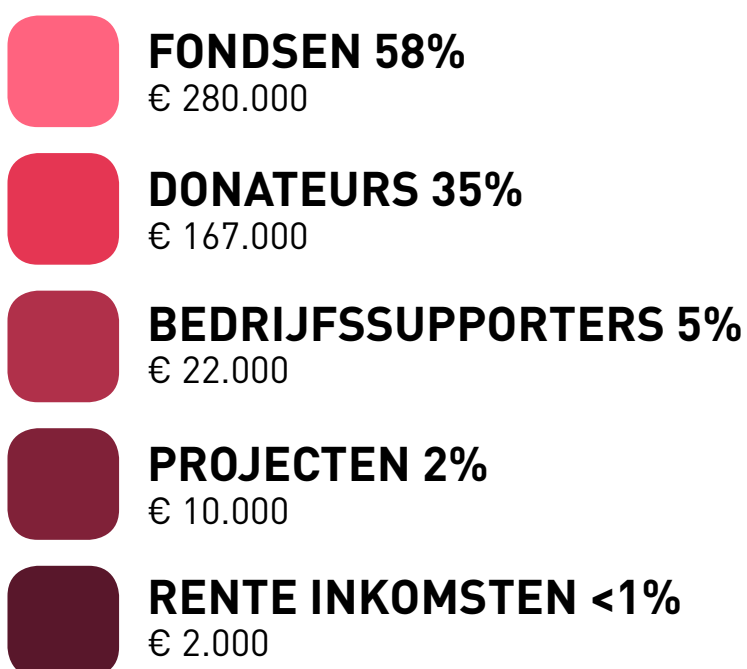 FONDSEN 58%
€ 280.000
DONATEURS 35%
€ 167.000
BEDRIJFSSUPPORTERS 5%
€ 22.000
PROJECTEN 2%
€ 10.000
RENTE INKOMSTEN <1%
€ 2.000